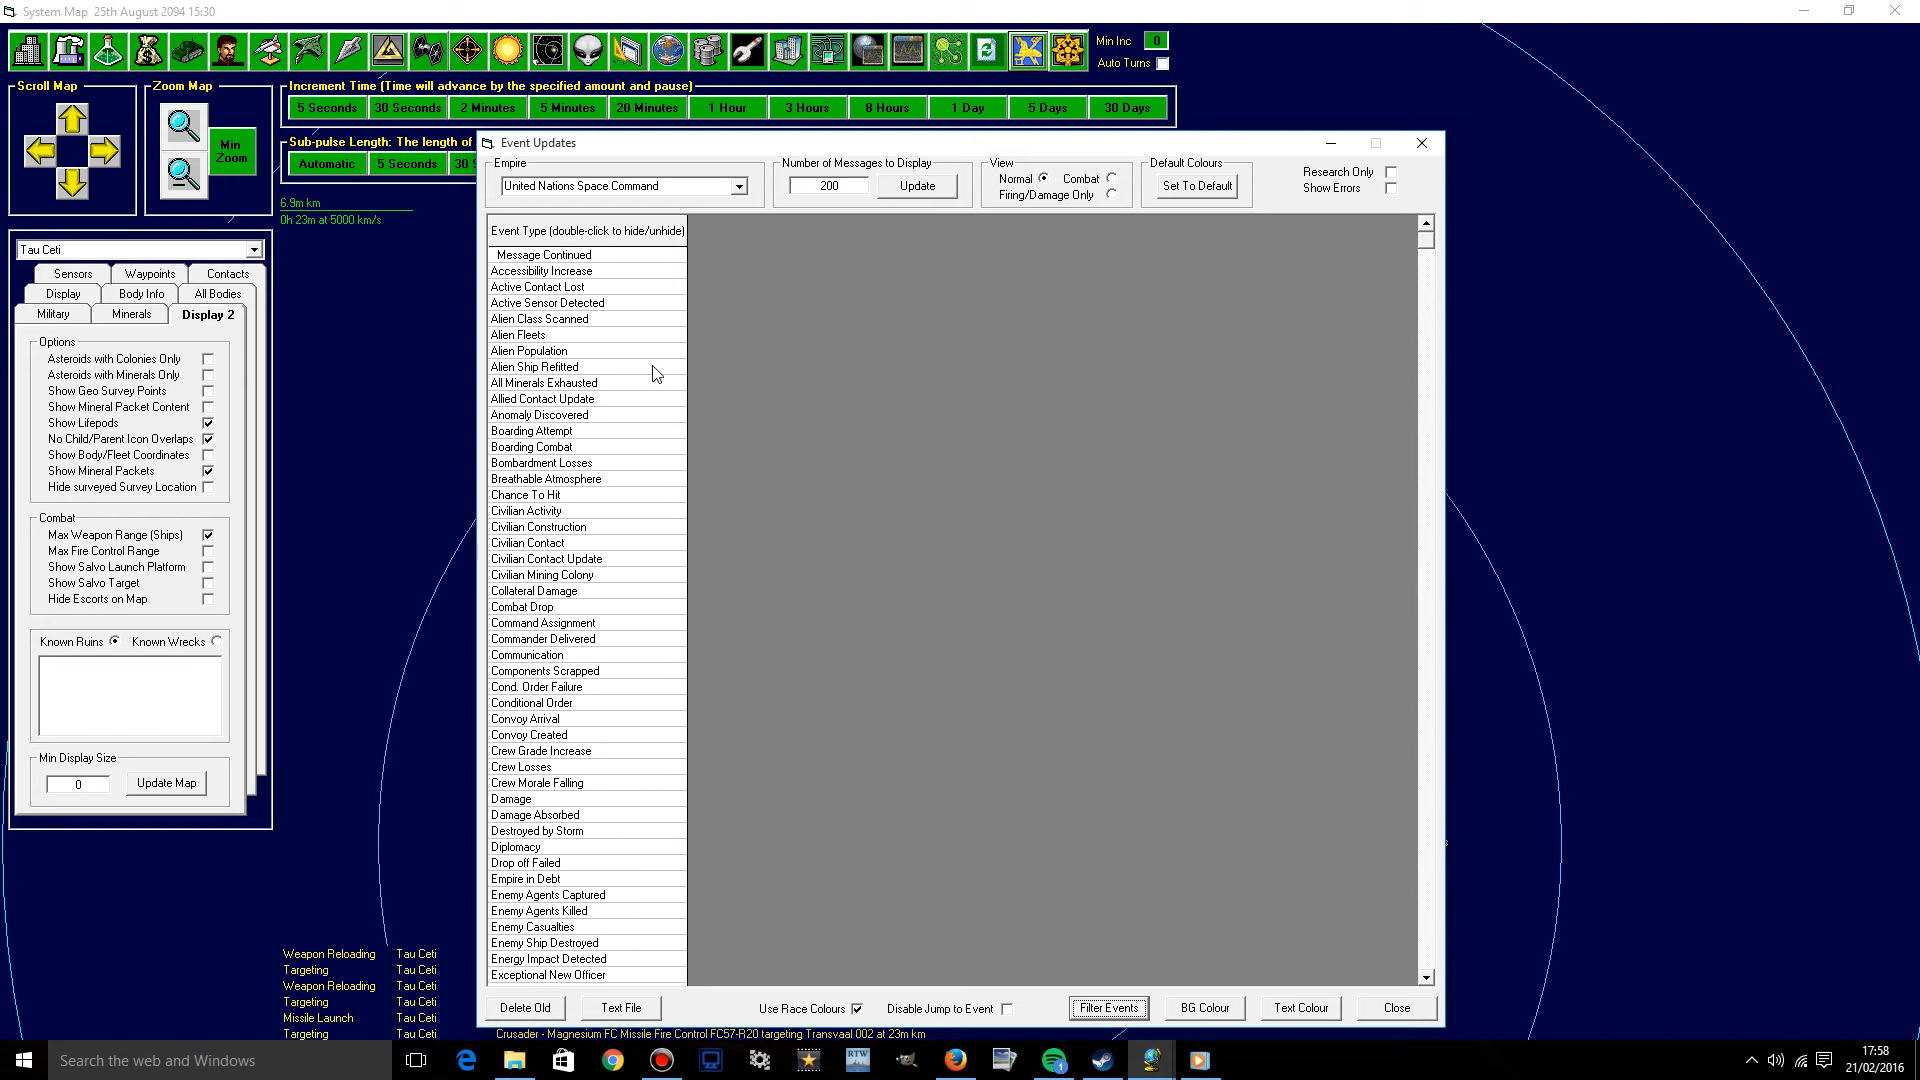 System Map   25th August 2094 15:30
Min Inc 0
Auto Turns
Scroll Map
Zoom Map
Min Zoom
Increment Time (Time will advance by the specified amount and pause)
5 Seconds 30 Seconds 2 Minutes 5 Minutes 20 Minutes 1 Hour 3 Hours 8 Hours 1 Day 5 Days 30 Days
Sub-pulse Length: The length of
Automatic 5 Seconds 30 S
6.9m km
0h 23m at 5000 km/s
Tau Ceti
Sensors Waypoints Contacts
Display Body Info All Bodies
Military Minerals Display 2
Options
Asteroids with Colonies Only
Asteroids with Minerals Only
Show Geo Survey Points
Show Mineral Packet Content
Show Lifepods
No Child/Parent Icon Overlaps
Show Body/Fleet Coordinates
Show Mineral Packets
Hide surveyed Survey Location
Combat
Max Weapon Range (Ships)
Max Fire Control Range
Show Salvo Launch Platform
Show Salvo Target
Hide Escorts on Map
Known Ruins Known Wrecks
Min Display Size
0 Update Map
Event Updates
Empire
United Nations Space Command
Number of Messages to Display
200 Update
View
Normal Combat
Firing/Damage Only
Default Colours
Set To Default
Research Only
Show Errors
Event Type (double-click to hide/unhide)
Message Continued
Accessibility Increase
Active Contact Lost
Active Sensor Detected
Alien Class Scanned
Alien Fleets
Alien Population
Alien Ship Refitted
All Minerals Exhausted
Allied Contact Update
Anomaly Discovered
Boarding Attempt
Boarding Combat
Bombardment Losses
Breathable Atmosphere
Chance To Hit
Civilian Activity
Civilian Construction
Civilian Contact
Civilian Contact Update
Civilian Mining Colony
Collateral Damage
Combat Drop
Command Assignment
Commander Delivered
Communication
Components Scrapped
Cond. Order Failure
Conditional Order
Convoy Arrival
Convoy Created
Crew Grade Increase
Crew Losses
Crew Morale Falling
Damage
Damage Absorbed
Destroyed by Storm
Diplomacy
Drop off Failed
Empire in Debt
Enemy Agents Captured
Enemy Agents Killed
Enemy Casualties
Enemy Ship Destroyed
Energy Impact Detected
Exceptional New Officer
Delete Old Text File Use Race Colours Disable Jump to Event Filter Events BG Colour Text Colour Close
Weapon Reloading Tau Ceti
Targeting Tau Ceti
Weapon Reloading Tau Ceti
Targeting Tau Ceti
Missile Launch Tau Ceti
Targeting Tau Ceti Crusader - Magnesium FC Missile Fire Control FC57-R20 targeting Transvaal 002 at 23m km
Search the web and Windows
RTW
1
17:58
21/02/2016